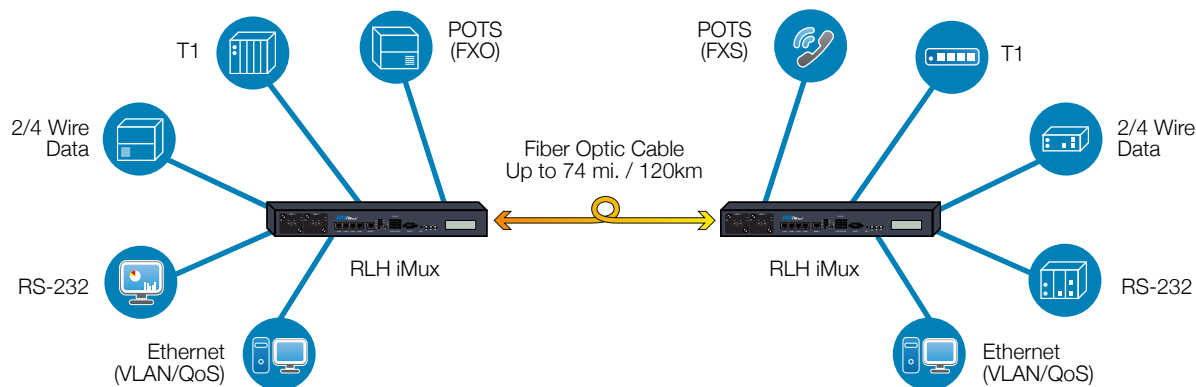 POTS
(FXO)
T1
2/4 Wire
Data
RS-232
Ethernet
(VLAN/QoS)
RLH iMux
Fiber Optic Cable
Up to 74 mi. / 120km
POTS
(FXS)
T1
2/4 Wire
Data
RS-232
Ethernet
(VLAN/QoS)
RLH iMux